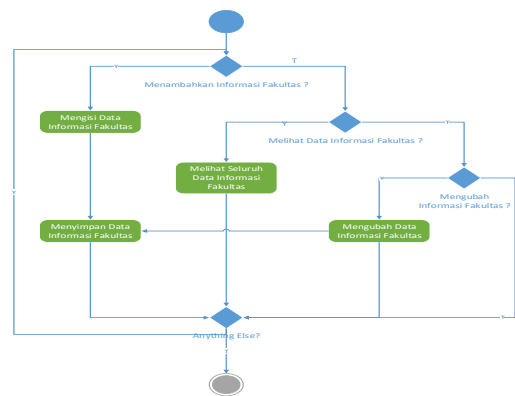 T
Y
Menambahkan Informasi Fakultas ?
Mengisi Data
Informasi Fakultas
Y
T
Melihat Data Informasi Fakultas ?
Melihat Seluruh
Data Informasi
Fakultas
Y
Y
Mengubah
Informasi Fakultas ?
Menyimpan Data
Informasi Fakultas
Mengubah Data
Informasi Fakultas
T
Anything Else?
T